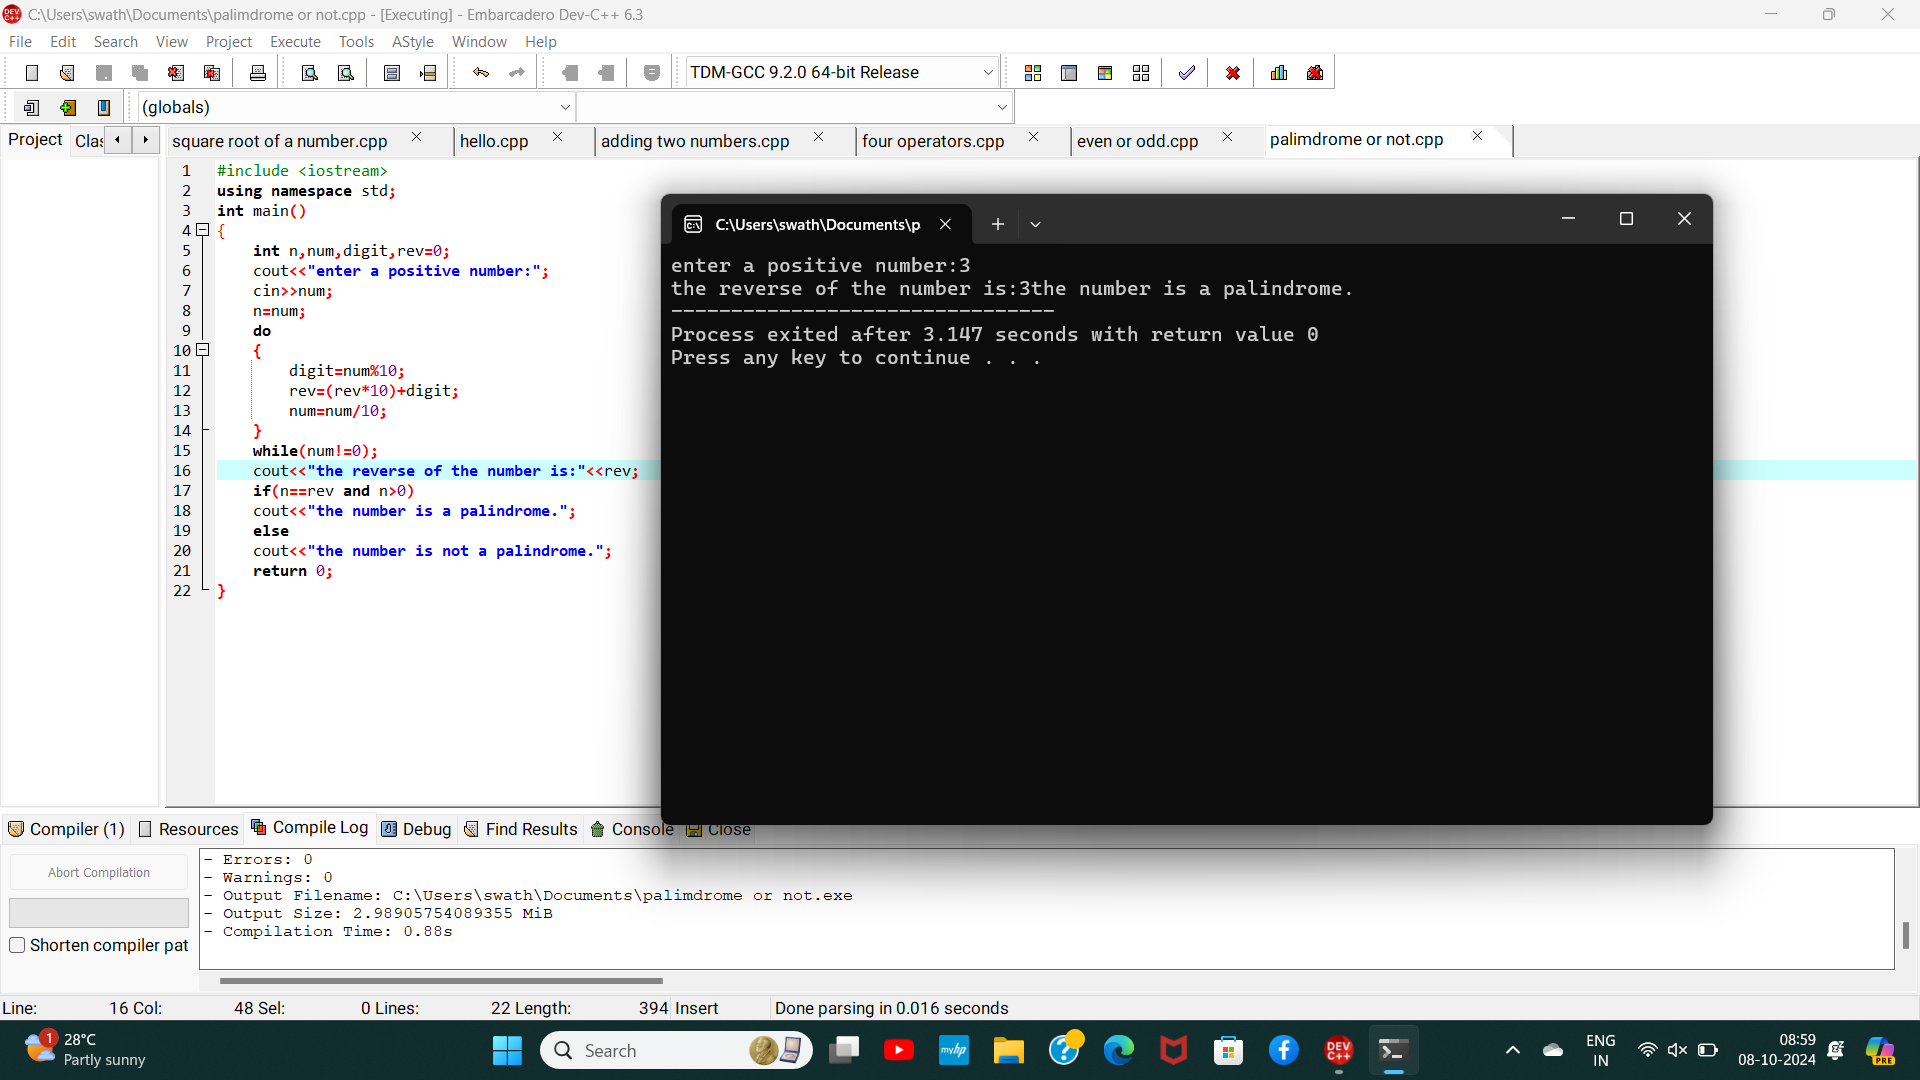 C:\Users\swath\Documents\palimdrome or not.cpp - [Executing] - Embarcadero Dev-C++ 6.3
File Edit Search View Project Execute Tools AStyle Window Help
TDM-GCC 9.2.0 64-bit Release
(globals)
Project Clas square root of a number.cpp hello.cpp adding two numbers.cpp four operators.cpp even or odd.cpp palimdrome or not.cpp
1 #include <iostream>
2 using namespace std;
3 int main()
4 {
5 int n,num,digit,rev=0;
6 cout<<"enter a positive number:";
7 cin>>num;
8 n=num;
9 do
10 {
11 digit=num%10;
12 rev=(rev*10)+digit;
13 num=num/10;
14 }
15 while(num!=0);
16 cout<<"the reverse of the number is:"<<rev;
17 if(n==rev and n>0)
18 cout<<"the number is a palindrome.";
19 else
20 cout<<"the number is not a palindrome.";
21 return 0;
22 }
C:\Users\swath\Documents\p
enter a positive number:3
the reverse of the number is:3the number is a palindrome.
--------------------------------
Process exited after 3.147 seconds with return value 0
Press any key to continue . . .
Compiler (1) Resources Compile Log Debug Find Results Console Close
Abort Compilation
Shorten compiler pat
- Errors: 0
- Warnings: 0
- Output Filename: C:\Users\swath\Documents\palimdrome or not.exe
- Output Size: 2.98905754089355 MiB
- Compilation Time: 0.88s
Line: 16 Col: 48 Sel: 0 Lines: 22 Length: 394 Insert Done parsing in 0.016 seconds
1 28°C
Partly sunny
Search
myhp
DEV C++
ENG
IN
08:59
08-10-2024
PRE